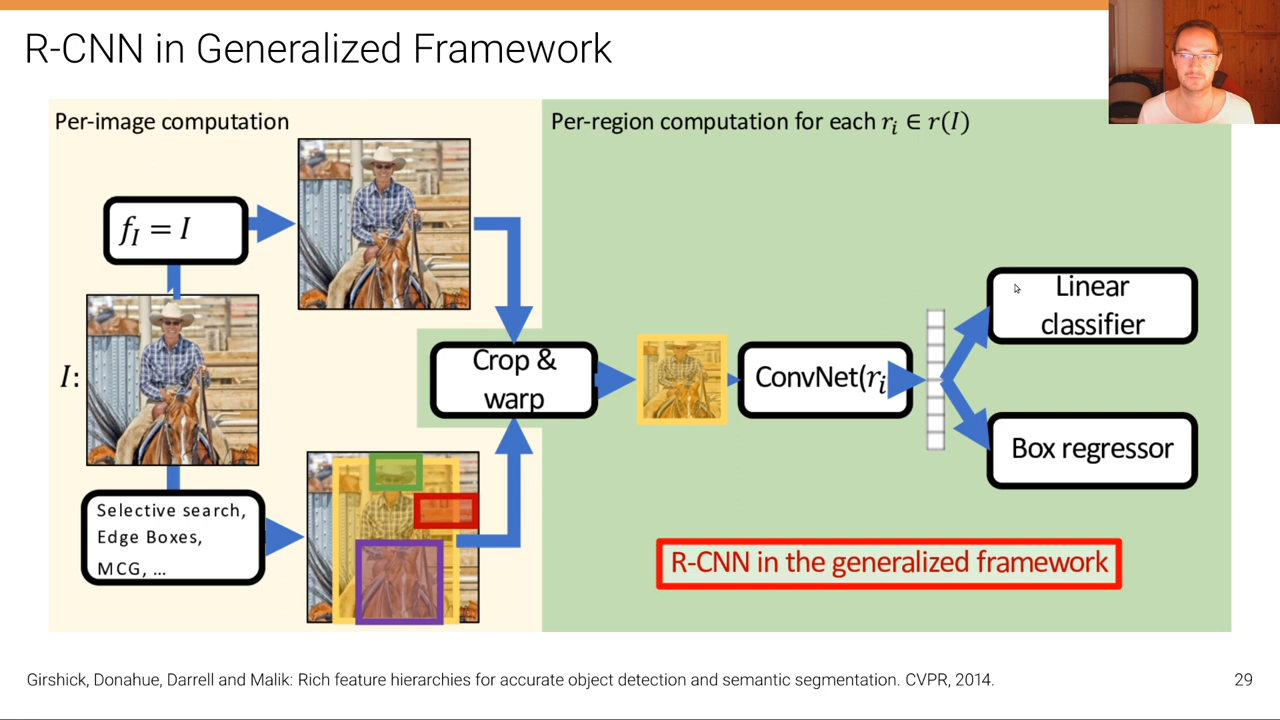 R-CNN in Generalized Framework
Per-image computation
Per-region computation for each rᵢ ∈ r(I)
f_I = I
I:
Crop &
warp
ConvNet(rᵢ
Linear
classifier
Box regressor
Selective search,
Edge Boxes,
MCG, ...
R-CNN in the generalized framework
Girshick, Donahue, Darrell and Malik: Rich feature hierarchies for accurate object detection and semantic segmentation. CVPR, 2014.
29